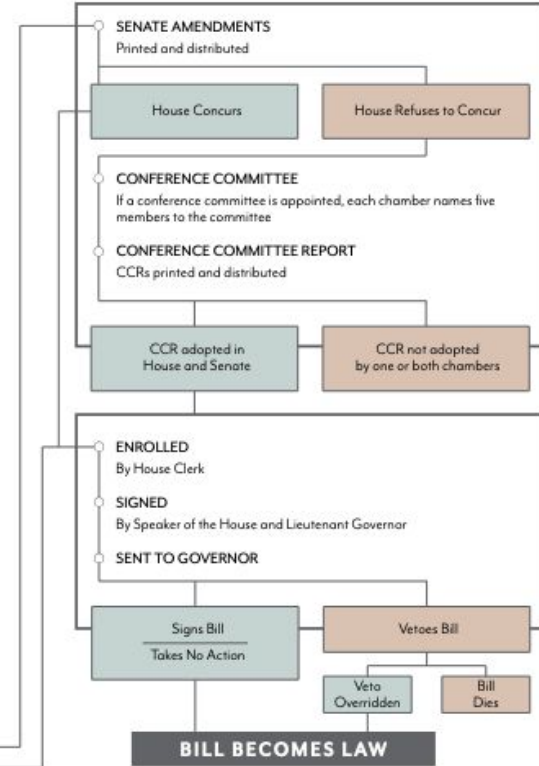 SENATE AMENDMENTS
Printed and distributed
House Concurs
House Refuses to Concur
CONFERENCE COMMITTEE
If a conference committee is appointed, each chamber names five
members to the committee
CONFERENCE COMMITTEE REPORT
CCRs printed and distributed
CCR adopted in
House and Senate
CCR not adopted
by one or both chambers
ENROLLED
By House Clerk
SIGNED
By Speaker of the House and Lieutenant Governor
SENT TO GOVERNOR
Signs Bill
Takes No Action
Vetoes Bill
Veto
Overridden
Bill
Dies
BILL BECOMES LAW